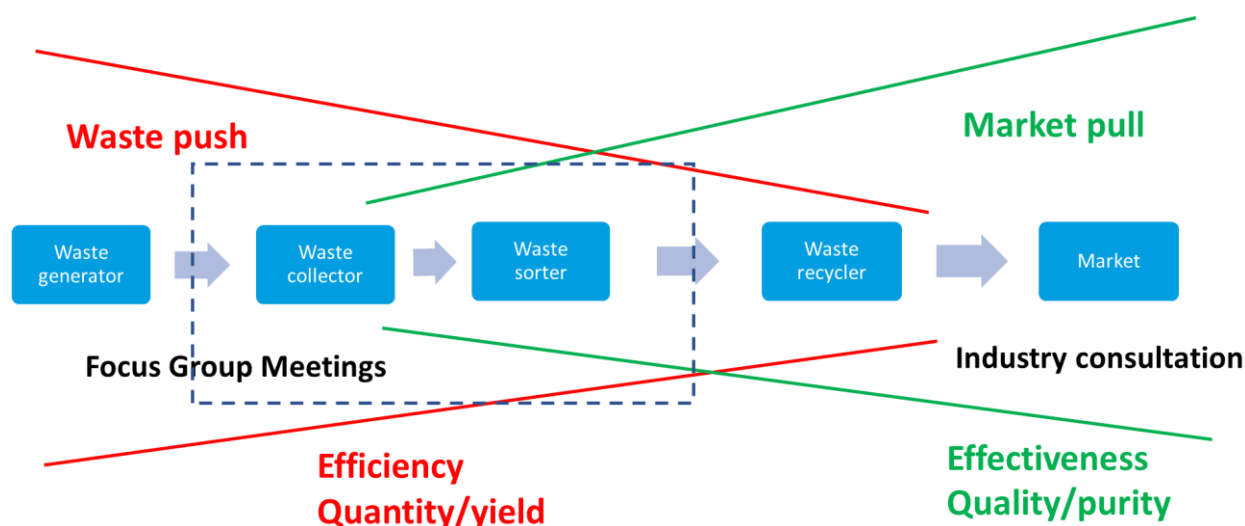 Waste push
Market pull
Waste
generator
Waste
collector
Waste
sorter
Waste
recycler
Market
Focus Group Meetings
Industry consultation
Efficiency
Quantity/yield
Effectiveness
Quality/purity